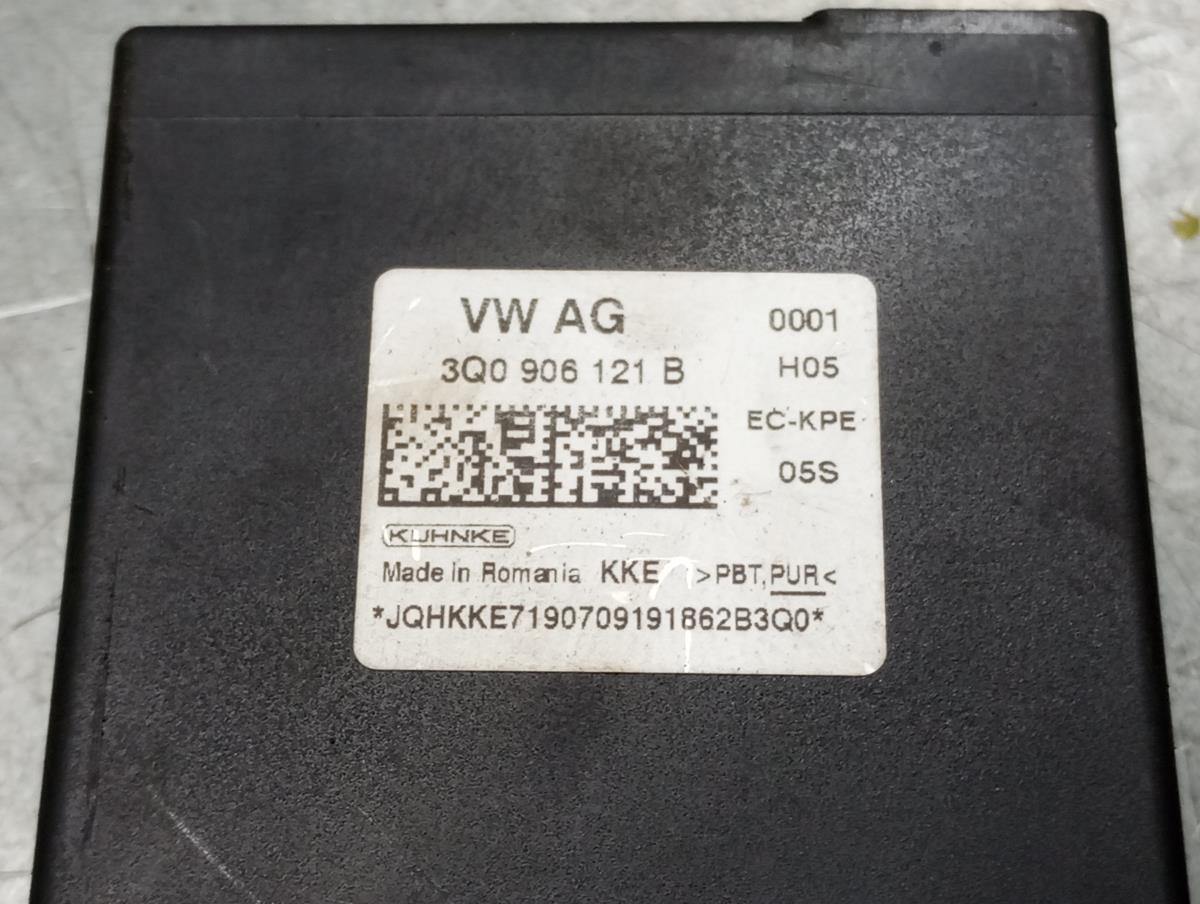 VW AG 0001
3Q0 906 121 B H05
EC-KPE
05S
KUHNKE
Made in Romania KKE >PBT,PUR<
*JQHKKE7190709191862B3Q0*